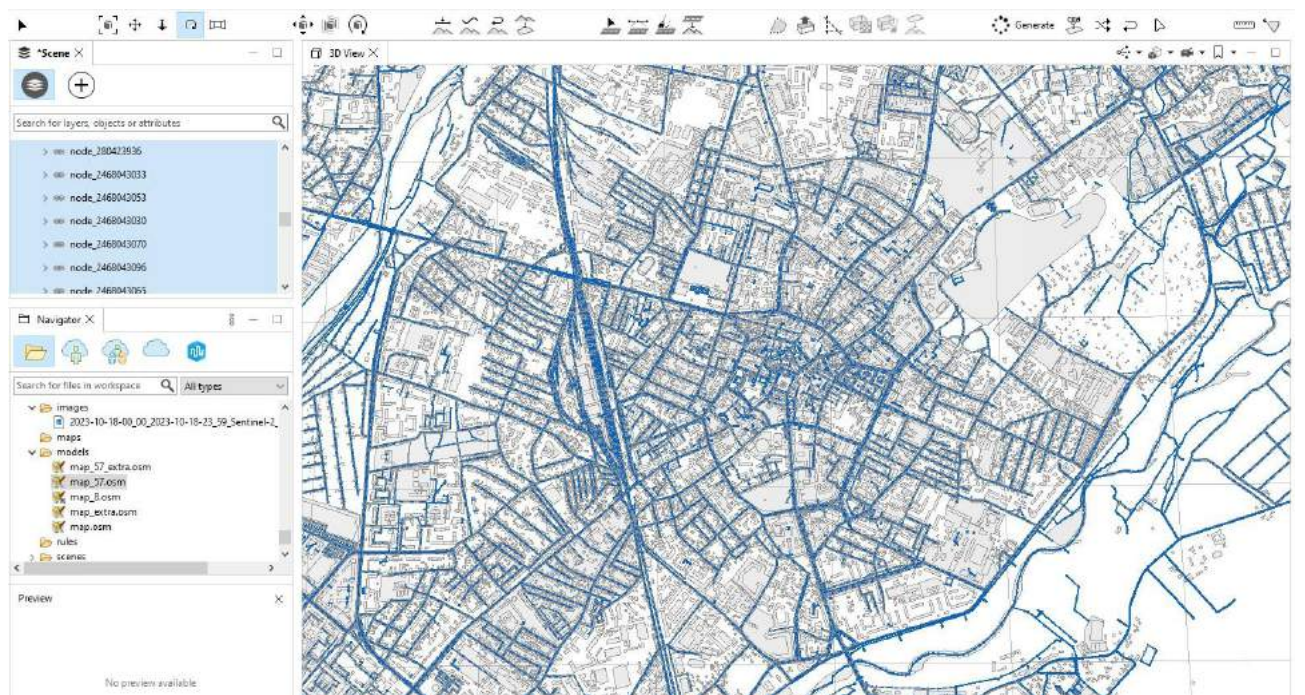 Generate
*Scene
3D View
Search for layers, objects or attributes
node_280423936
node_2468043033
node_2468043053
node_2468043030
node_2468043070
node_2468043096
node_2468043065
Navigator
Search for files in workspace
All types
images
2023-10-18-00_00_2023-10-18-23_59_Sentinel-2_
maps
models
map_57_extra.osm
map_57.osm
map_8.osm
map_extra.osm
map.osm
rules
scenes
Preview
No preview available